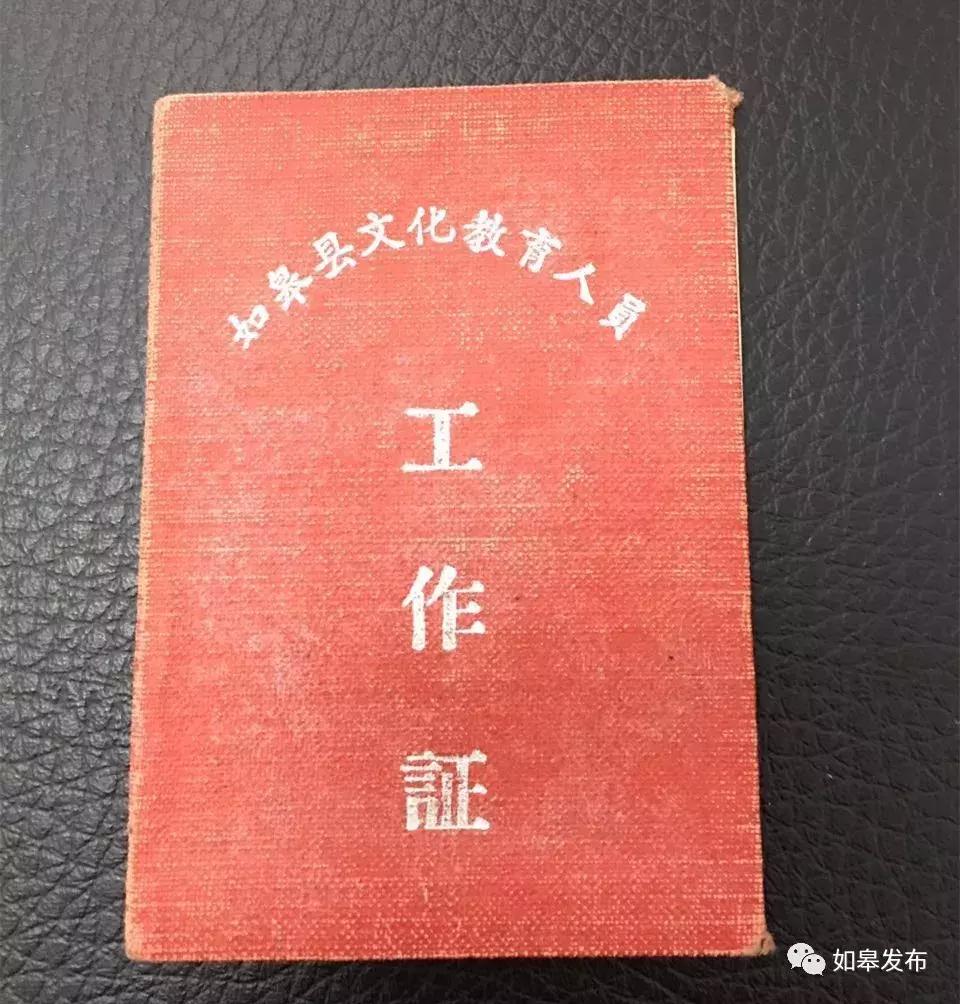 如皋县文化教育人員
工
作
証
如皋发布